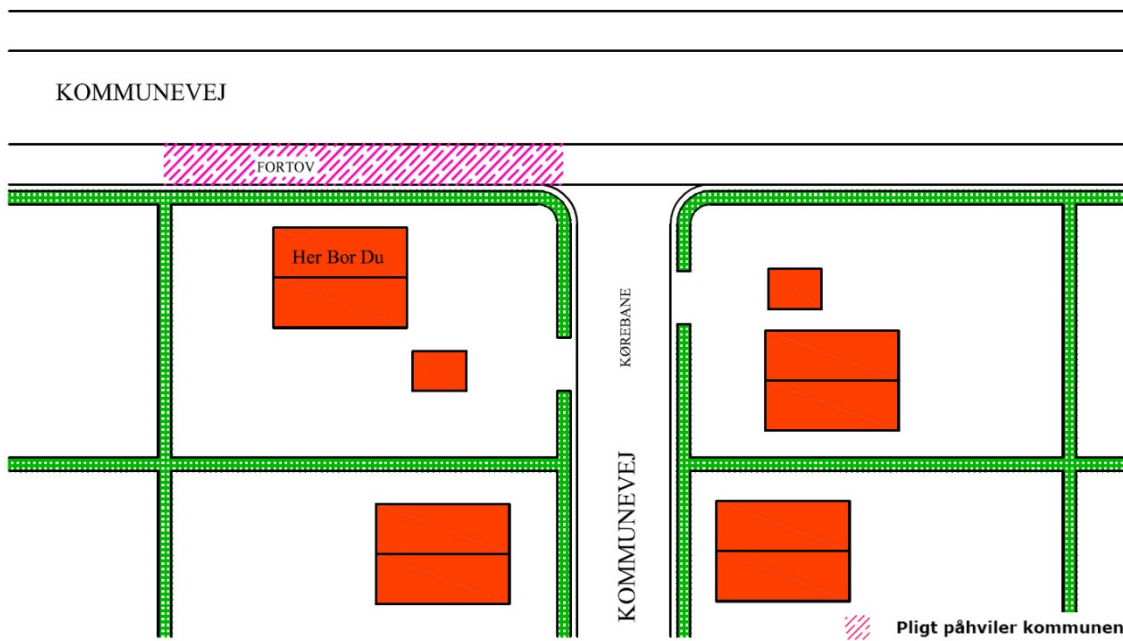 KOMMUNEVEJ
FORTOV
Her Bor Du
KØREBANE
KOMMUNEVEJ
Pligt påhviler kommunen